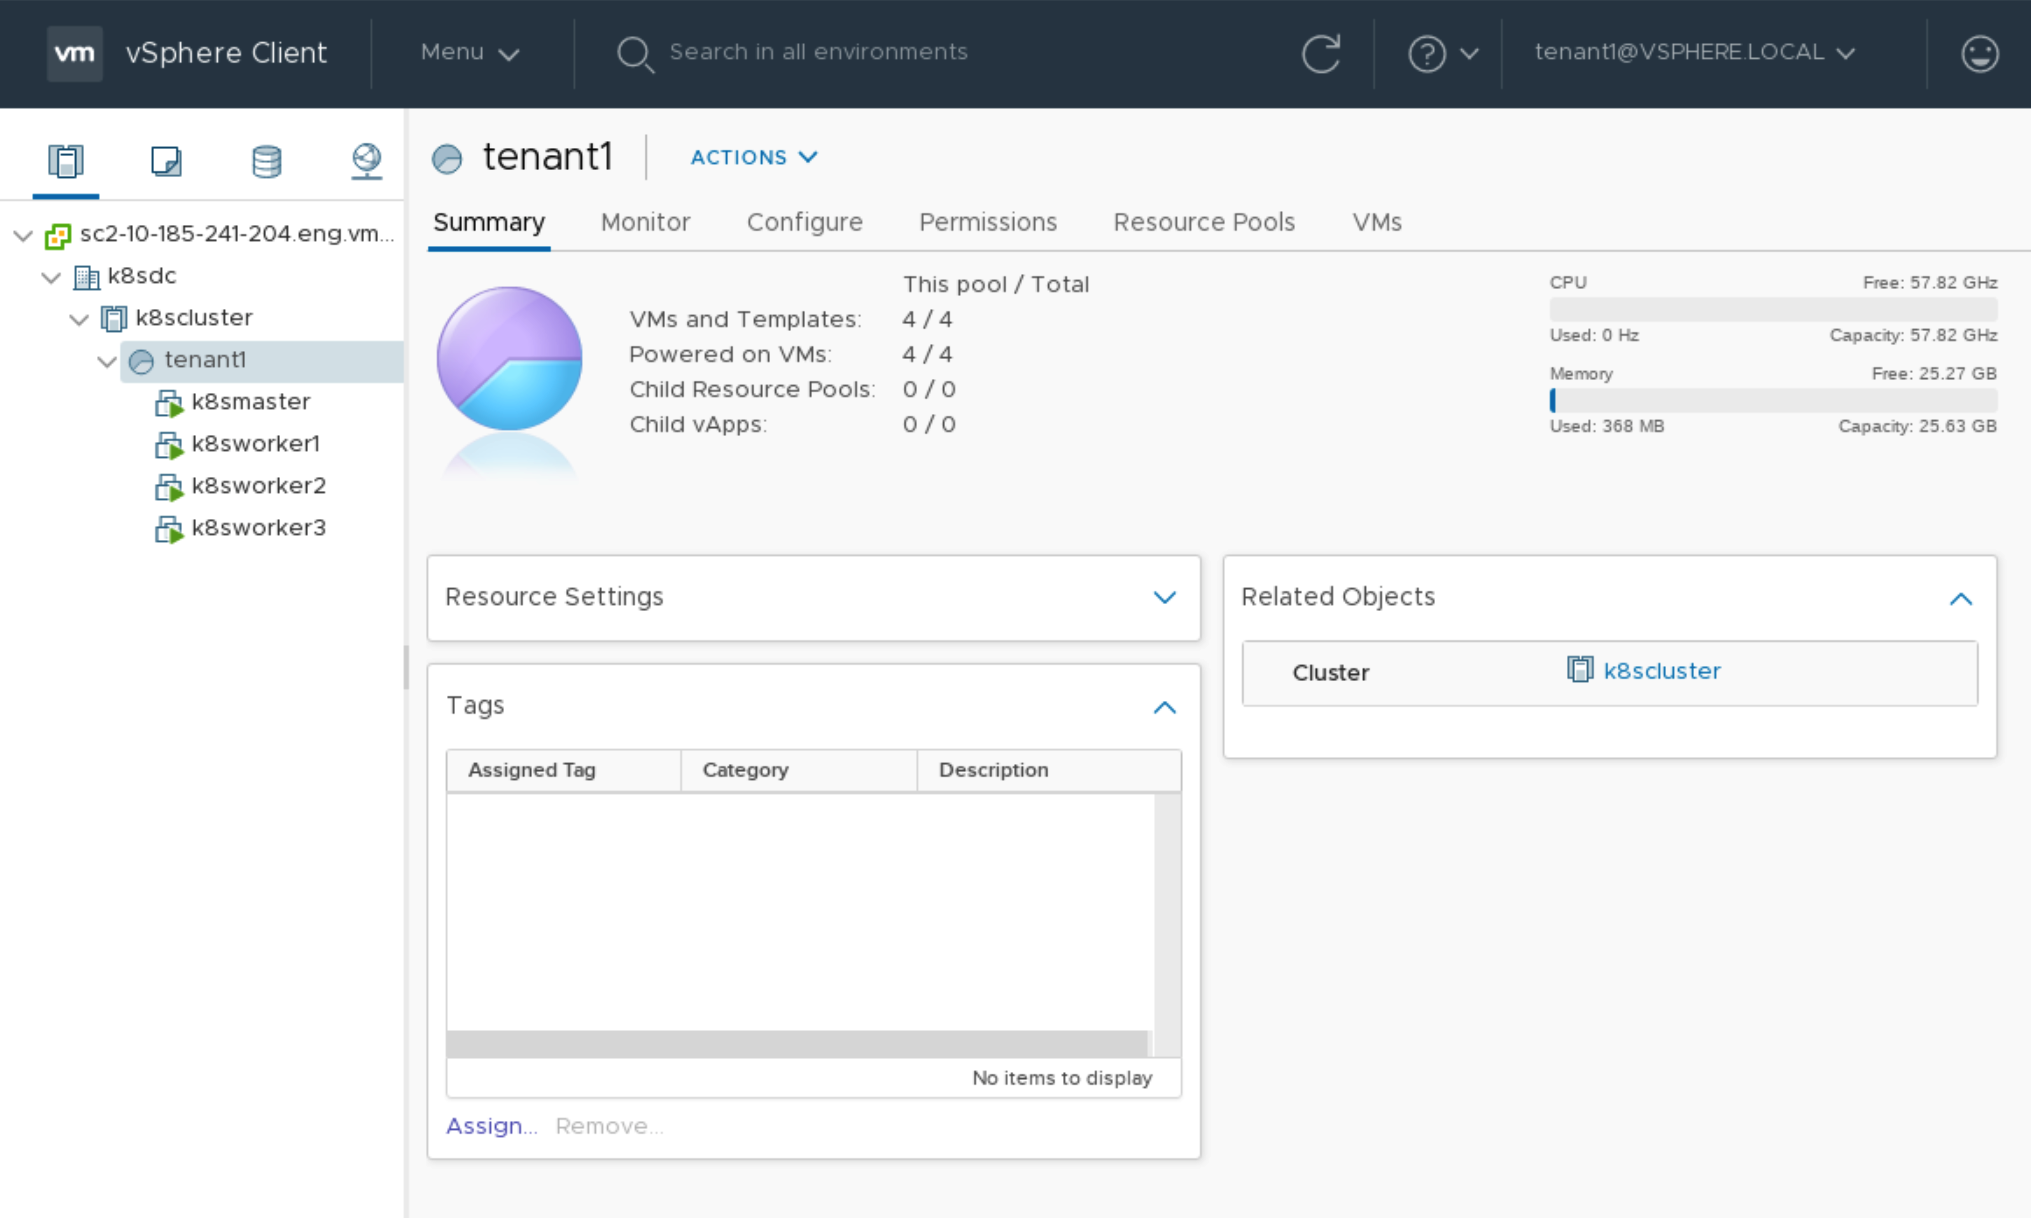 vm vSphere Client Menu Search in all environments tenant1@VSPHERE.LOCAL
sc2-10-185-241-204.eng.vm...
k8sdc
k8scluster
tenant1
k8smaster
k8sworker1
k8sworker2
k8sworker3
tenant1 ACTIONS
Summary Monitor Configure Permissions Resource Pools VMs
This pool / Total
VMs and Templates: 4 / 4
Powered on VMs: 4 / 4
Child Resource Pools: 0 / 0
Child vApps: 0 / 0
CPU Free: 57.82 GHz
Used: 0 Hz Capacity: 57.82 GHz
Memory Free: 25.27 GB
Used: 368 MB Capacity: 25.63 GB
Resource Settings
Tags
Assigned Tag Category Description
No items to display
Assign... Remove...
Related Objects
Cluster k8scluster